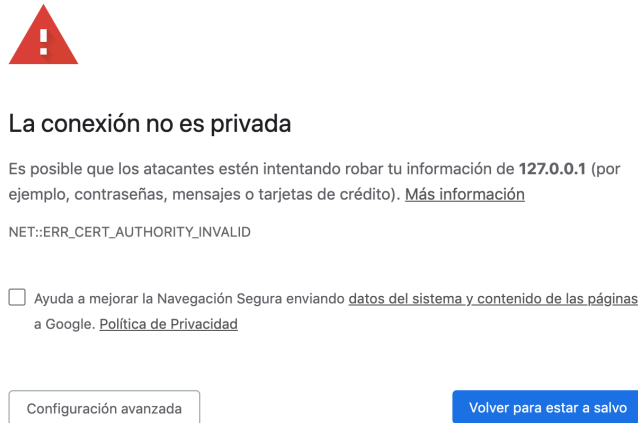 La conexión no es privada
Es posible que los atacantes estén intentando robar tu información de 127.0.0.1 (por
ejemplo, contraseñas, mensajes o tarjetas de crédito). Más información
NET::ERR_CERT_AUTHORITY_INVALID
Ayuda a mejorar la Navegación Segura enviando datos del sistema y contenido de las páginas
a Google. Política de Privacidad
Configuración avanzada
Volver para estar a salvo